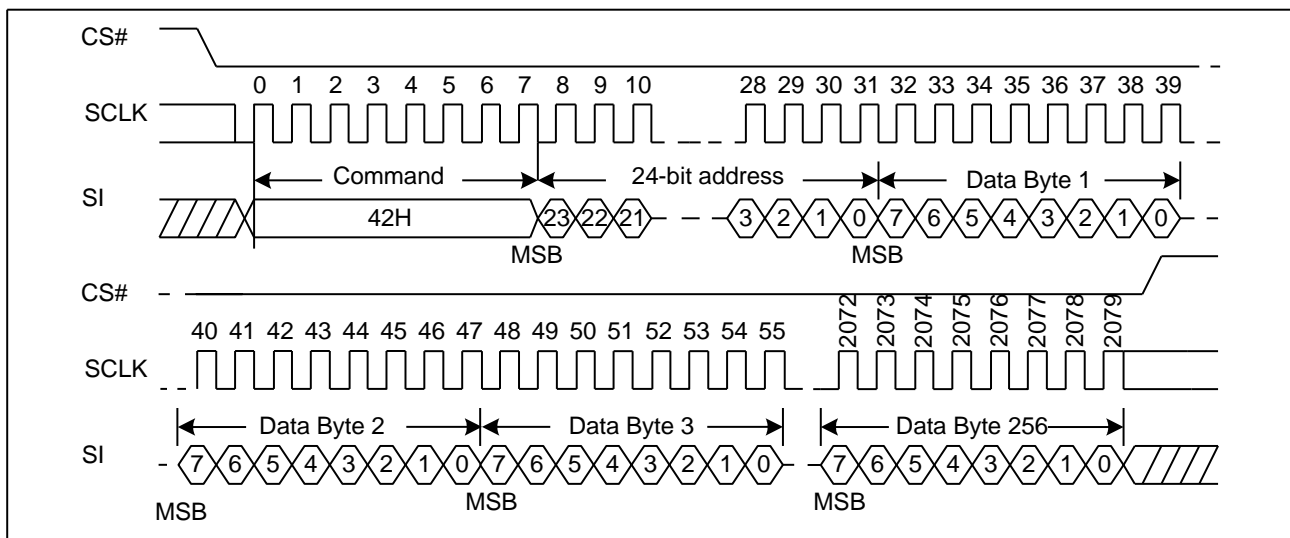 CS#
0 1 2 3 4 5 6 7 8 9 10 28 29 30 31 32 33 34 35 36 37 38 39
SCLK
Command 24-bit address Data Byte 1
SI
42H 23 22 21 3 2 1 0 7 6 5 4 3 2 1 0
MSB MSB
CS#
40 41 42 43 44 45 46 47 48 49 50 51 52 53 54 55 2072 2073 2074 2075 2076 2077 2078 2079
SCLK
Data Byte 2 Data Byte 3 Data Byte 256
SI
7 6 5 4 3 2 1 0 7 6 5 4 3 2 1 0 7 6 5 4 3 2 1 0
MSB MSB MSB